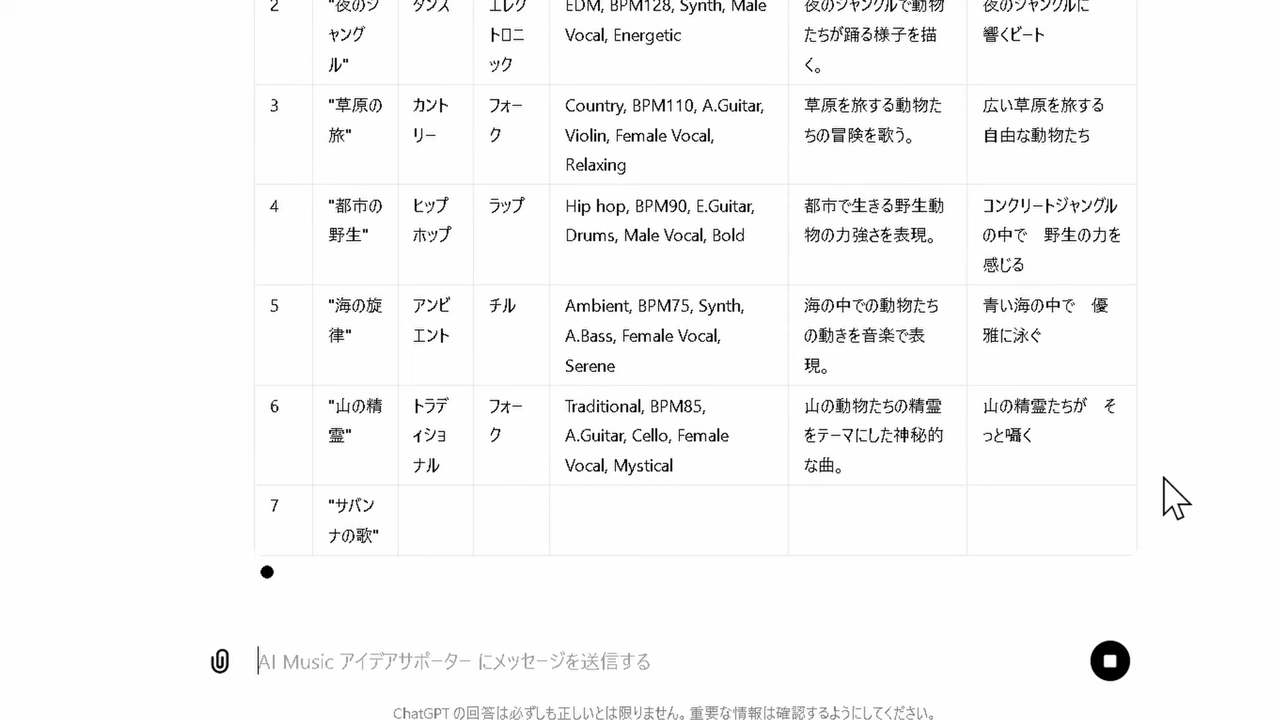 2
"夜のジ
ャング
ル"
ダンス
エレク
トロニ
ック
EDM, BPM128, Synth, Male
Vocal, Energetic
夜のジャングルで動物
たちが踊る様子を描
く。
夜のジャングルに
響くビート
3
"草原の
旅"
カント
リー
フォー
ク
Country, BPM110, A.Guitar,
Violin, Female Vocal,
Relaxing
草原を旅する動物た
ちの冒険を歌う。
広い草原を旅する
自由な動物たち
4
"都市の
野生"
ヒップ
ホップ
ラップ
Hip hop, BPM90, E.Guitar,
Drums, Male Vocal, Bold
都市で生きる野生動
物の力強さを表現。
コンクリートジャングル
の中で　野生の力を
感じる
5
"海の旋
律"
アンビ
エント
チル
Ambient, BPM75, Synth,
A.Bass, Female Vocal,
Serene
海の中での動物たち
の動きを音楽で表
現。
青い海の中で　優
雅に泳ぐ
6
"山の精
霊"
トラデ
ィショ
ナル
フォー
ク
Traditional, BPM85,
A.Guitar, Cello, Female
Vocal, Mystical
山の動物たちの精霊
をテーマにした神秘的
な曲。
山の精霊たちが　そ
っと囁く
7
"サバン
ナの歌"
AI Music アイデアサポーター にメッセージを送信する
ChatGPT の回答は必ずしも正しいとは限りません。重要な情報は確認するようにしてください。